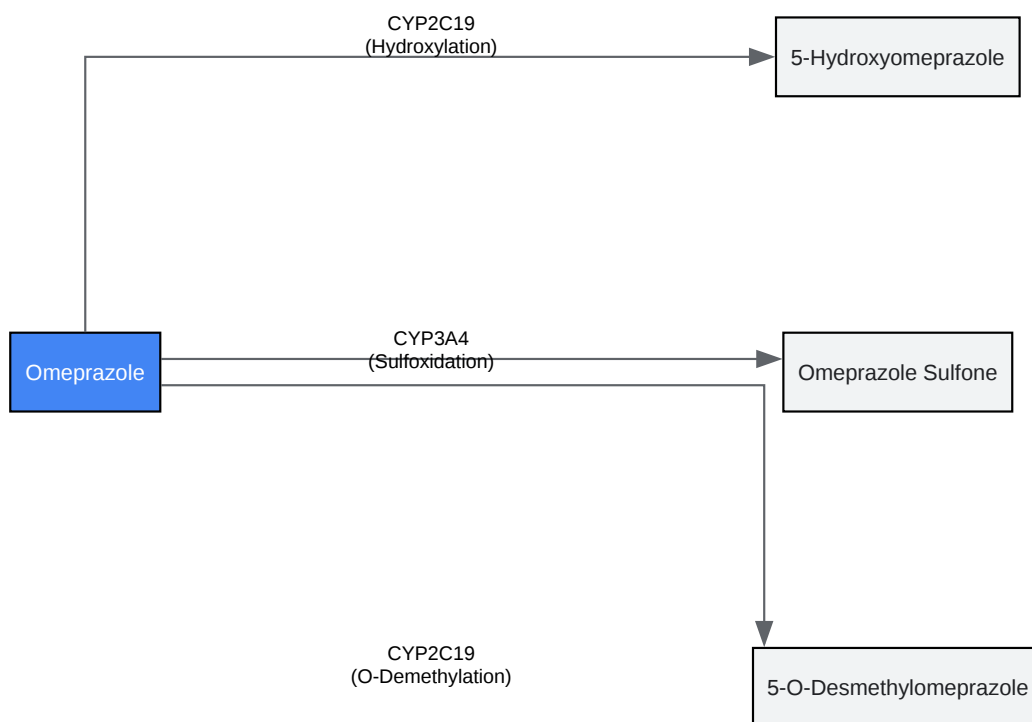 CYP2C19
(Hydroxylation)
5-Hydroxyomeprazole
Omeprazole
CYP3A4
(Sulfoxidation)
Omeprazole Sulfone
CYP2C19
(O-Demethylation)
5-O-Desmethylomeprazole